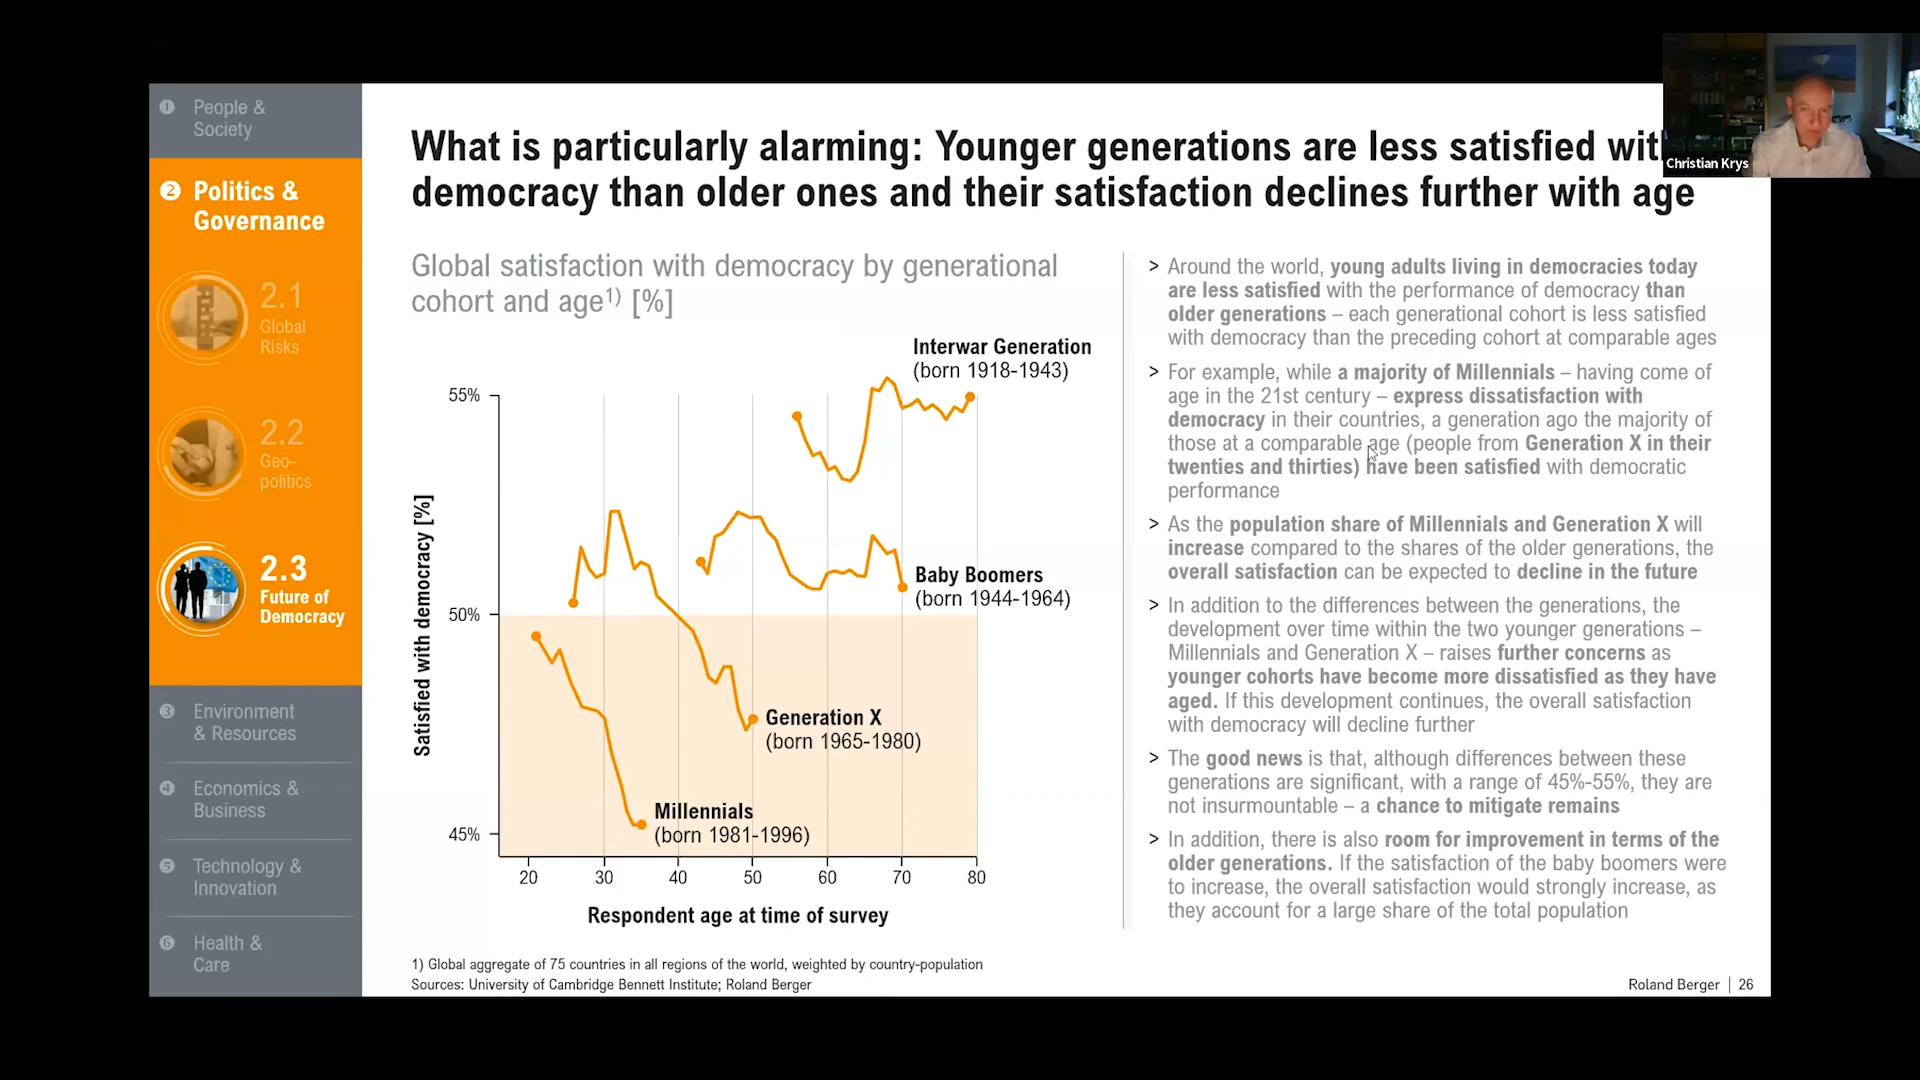 1 People &
Society
2 Politics &
Governance
2.1
Global
Risks
2.2
Geo-
politics
2.3
Future of
Democracy
3 Environment
& Resources
4 Economics &
Business
5 Technology &
Innovation
6 Health &
Care
What is particularly alarming: Younger generations are less satisfied wit
democracy than older ones and their satisfaction declines further with age
Christian Krys
Global satisfaction with democracy by generational
cohort and age1) [%]
Satisfied with democracy [%]
55%
50%
45%
Interwar Generation
(born 1918-1943)
Baby Boomers
(born 1944-1964)
Generation X
(born 1965-1980)
Millennials
(born 1981-1996)
20 30 40 50 60 70 80
Respondent age at time of survey
> Around the world, young adults living in democracies today
are less satisfied with the performance of democracy than
older generations – each generational cohort is less satisfied
with democracy than the preceding cohort at comparable ages
> For example, while a majority of Millennials – having come of
age in the 21st century – express dissatisfaction with
democracy in their countries, a generation ago the majority of
those at a comparable age (people from Generation X in their
twenties and thirties) have been satisfied with democratic
performance
> As the population share of Millennials and Generation X will
increase compared to the shares of the older generations, the
overall satisfaction can be expected to decline in the future
> In addition to the differences between the generations, the
development over time within the two younger generations –
Millennials and Generation X – raises further concerns as
younger cohorts have become more dissatisfied as they have
aged. If this development continues, the overall satisfaction
with democracy will decline further
> The good news is that, although differences between these
generations are significant, with a range of 45%-55%, they are
not insurmountable – a chance to mitigate remains
> In addition, there is also room for improvement in terms of the
older generations. If the satisfaction of the baby boomers were
to increase, the overall satisfaction would strongly increase, as
they account for a large share of the total population
1) Global aggregate of 75 countries in all regions of the world, weighted by country-population
Sources: University of Cambridge Bennett Institute; Roland Berger
Roland Berger | 26